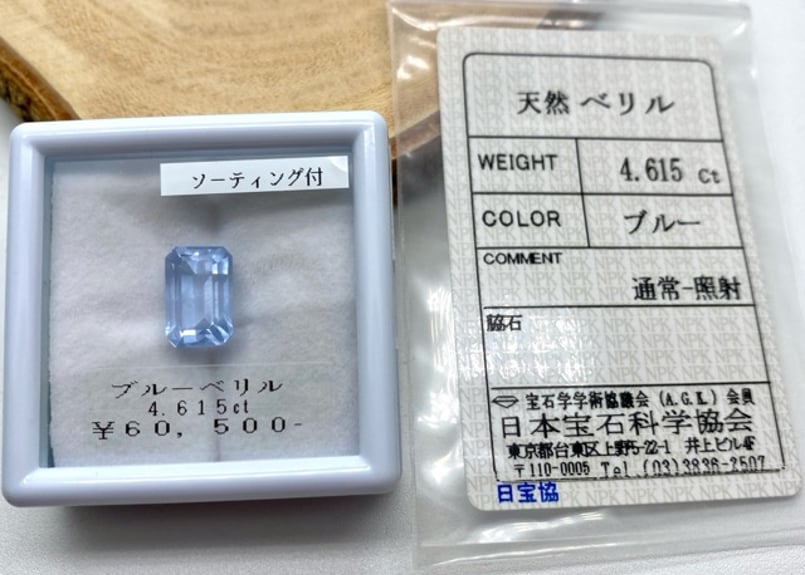 ソーティング付
ブルーベリル
4.615ct
¥60,500-
天然 ベリル
WEIGHT 4.615 Ct
COLOR ブルー
COMMENT
通常-照射
脇石
宝石学学術協議会 (A.G.L.) 会員
日本宝石科学協会
東京都台東区上野5-22-1 井上ビル4F
〒110-0005 Tel.(03)3836-2507
日宝協